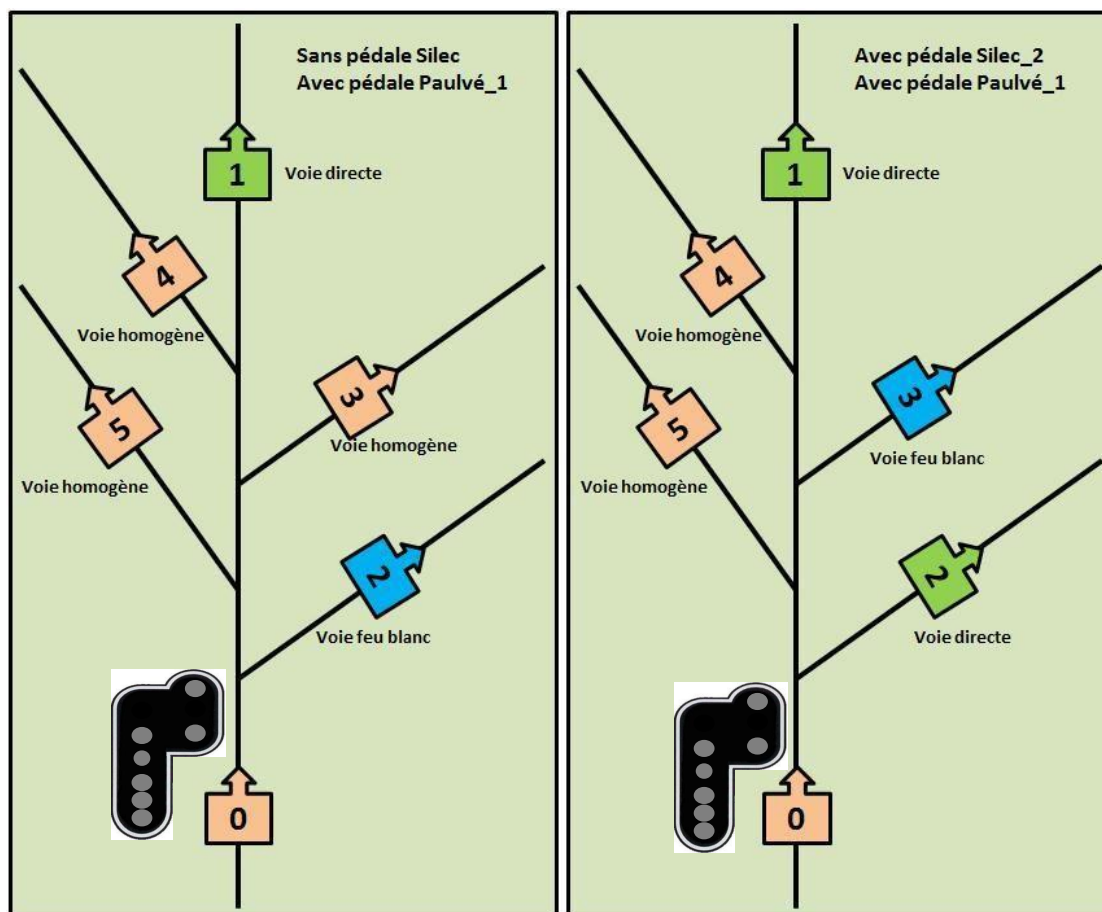 Sans pédale Silec
Avec pédale Paulvé_1
1
Voie directe
4
Voie homogène
3
Voie homogène
5
Voie homogène
2
Voie feu blanc
0
Avec pédale Silec_2
Avec pédale Paulvé_1
1
Voie directe
4
Voie homogène
3
Voie feu blanc
5
Voie homogène
2
Voie directe
0